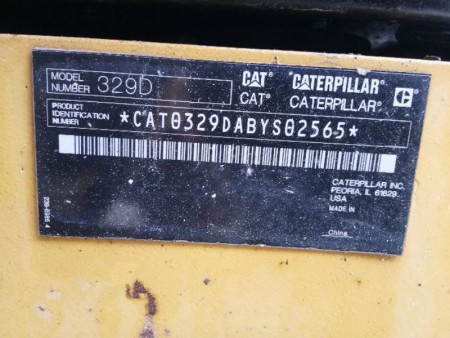 MODEL
NUMBER 329D
CAT CATERPILLAR
CAT CATERPILLAR
PRODUCT
IDENTIFICATION
NUMBER
*CAT0329DABYS02565*
CATERPILLAR INC.
PEORIA, IL 61629
USA
MADE IN
China